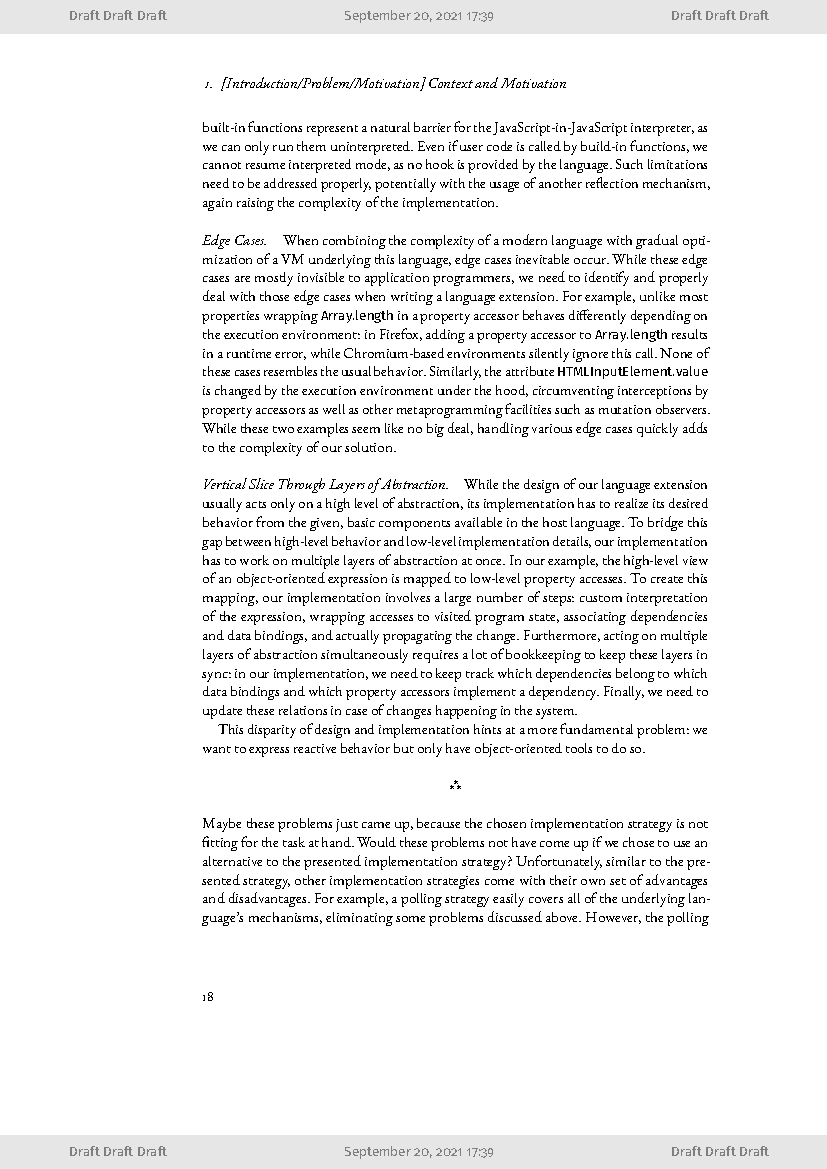 Draft Draft Draft September 20, 2021 17:39 Draft Draft Draft
1. [Introduction/Problem/Motivation] Context and Motivation
built-in functions represent a natural barrier for the JavaScript-in-JavaScript interpreter, as
we can only run them uninterpreted. Even if user code is called by build-in functions, we
cannot resume interpreted mode, as no hook is provided by the language. Such limitations
need to be addressed properly, potentially with the usage of another reflection mechanism,
again raising the complexity of the implementation.
Edge Cases. When combining the complexity of a modern language with gradual opti-
mization of a VM underlying this language, edge cases inevitable occur. While these edge
cases are mostly invisible to application programmers, we need to identify and properly
deal with those edge cases when writing a language extension. For example, unlike most
properties wrapping Array.length in a property accessor behaves differently depending on
the execution environment: in Firefox, adding a property accessor to Array.length results
in a runtime error, while Chromium-based environments silently ignore this call. None of
these cases resembles the usual behavior. Similarly, the attribute HTMLInputElement.value
is changed by the execution environment under the hood, circumventing interceptions by
property accessors as well as other metaprogramming facilities such as mutation observers.
While these two examples seem like no big deal, handling various edge cases quickly adds
to the complexity of our solution.
Vertical Slice Through Layers of Abstraction. While the design of our language extension
usually acts only on a high level of abstraction, its implementation has to realize its desired
behavior from the given, basic components available in the host language. To bridge this
gap between high-level behavior and low-level implementation details, our implementation
has to work on multiple layers of abstraction at once. In our example, the high-level view
of an object-oriented expression is mapped to low-level property accesses. To create this
mapping, our implementation involves a large number of steps: custom interpretation
of the expression, wrapping accesses to visited program state, associating dependencies
and data bindings, and actually propagating the change. Furthermore, acting on multiple
layers of abstraction simultaneously requires a lot of bookkeeping to keep these layers in
sync: in our implementation, we need to keep track which dependencies belong to which
data bindings and which property accessors implement a dependency. Finally, we need to
update these relations in case of changes happening in the system.
This disparity of design and implementation hints at a more fundamental problem: we
want to express reactive behavior but only have object-oriented tools to do so.
⁂
Maybe these problems just came up, because the chosen implementation strategy is not
fitting for the task at hand. Would these problems not have come up if we chose to use an
alternative to the presented implementation strategy? Unfortunately, similar to the pre-
sented strategy, other implementation strategies come with their own set of advantages
and disadvantages. For example, a polling strategy easily covers all of the underlying lan-
guage's mechanisms, eliminating some problems discussed above. However, the polling
18
Draft Draft Draft September 20, 2021 17:39 Draft Draft Draft